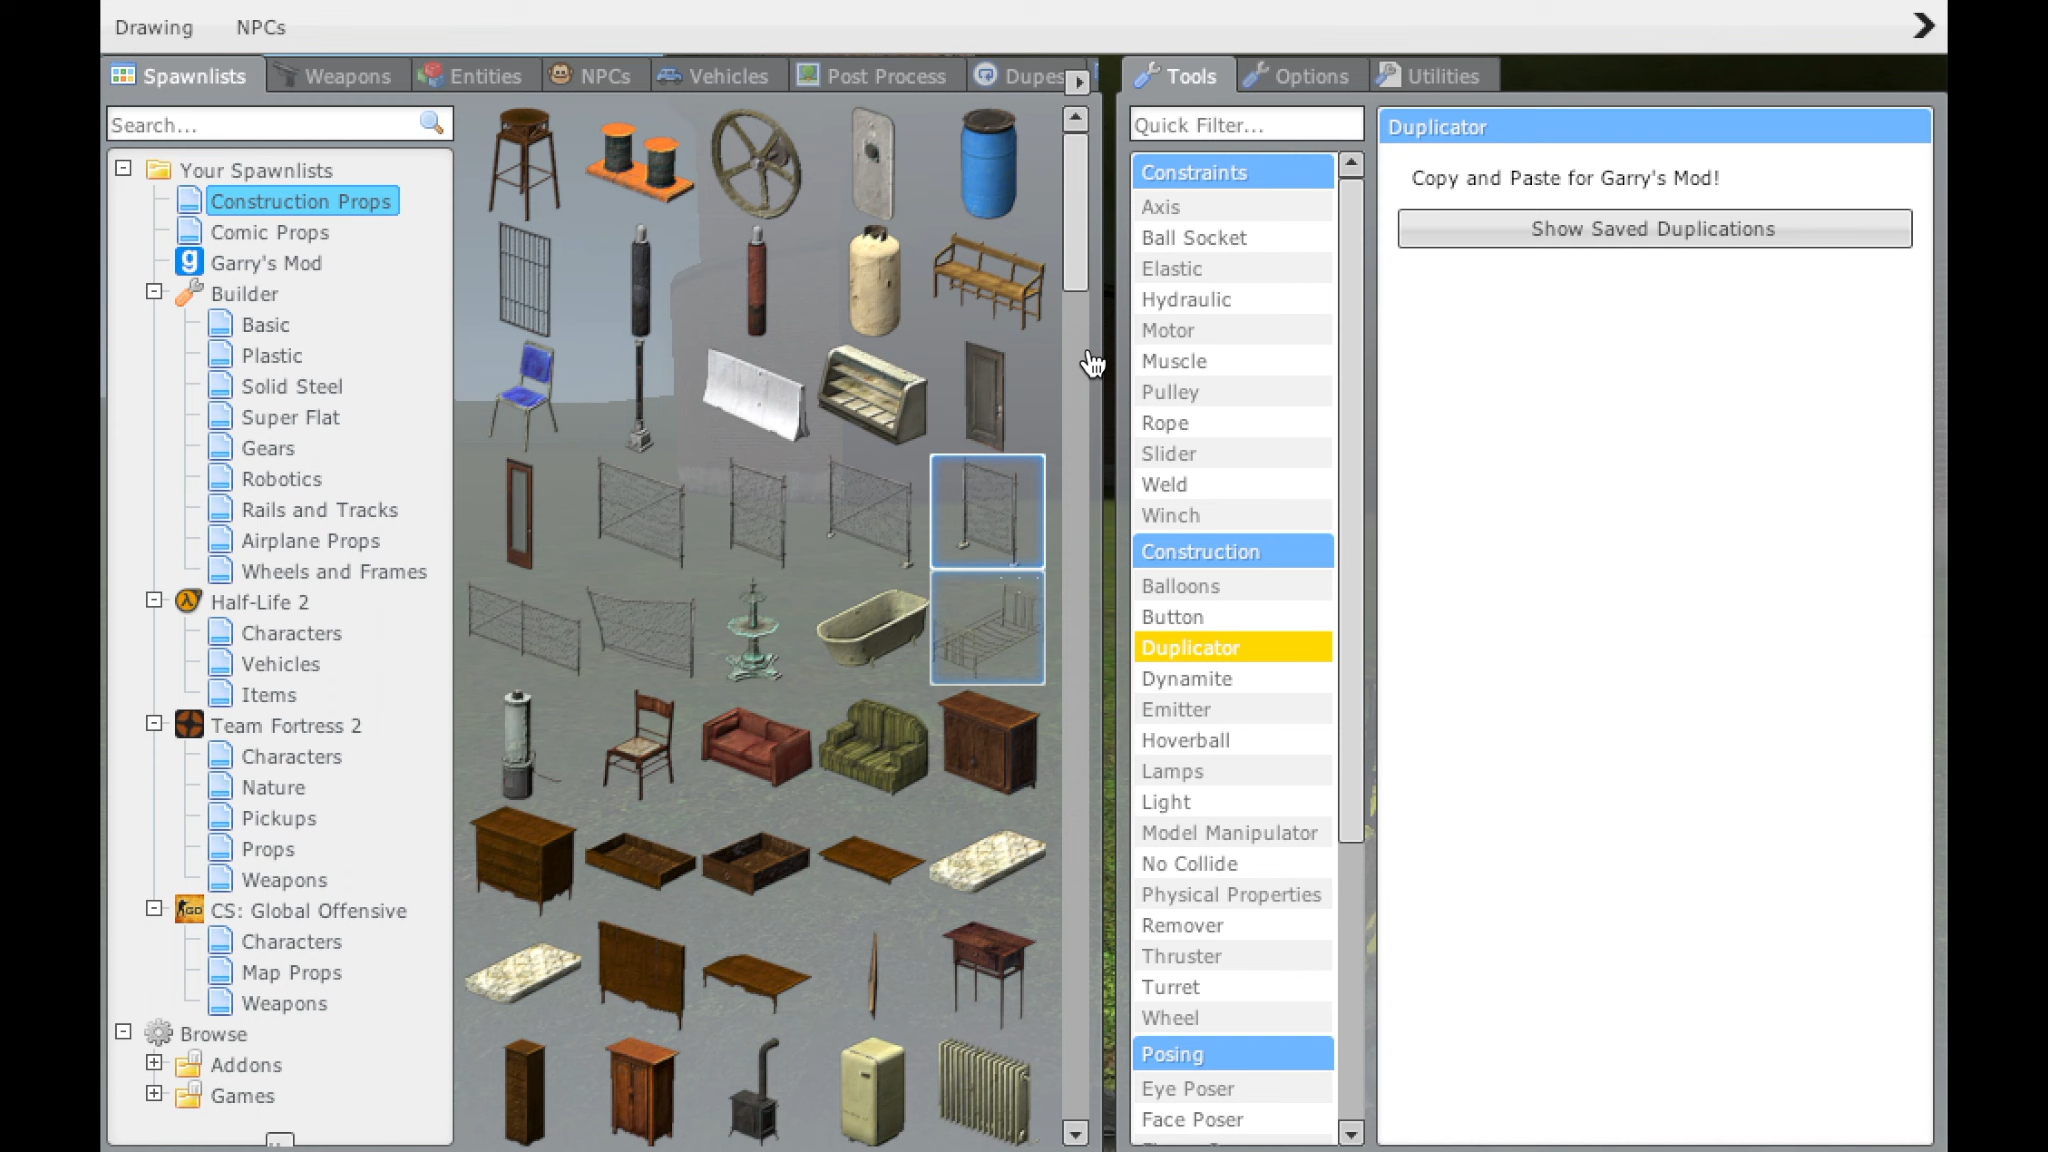 Drawing NPCs
Spawnlists Weapons Entities NPCs Vehicles Post Process Dupes
Search...
Your Spawnlists
Construction Props
Comic Props
g Garry's Mod
Builder
Basic
Plastic
Solid Steel
Super Flat
Gears
Robotics
Rails and Tracks
Airplane Props
Wheels and Frames
Half-Life 2
Characters
Vehicles
Items
Team Fortress 2
Characters
Nature
Pickups
Props
Weapons
GO CS: Global Offensive
Characters
Map Props
Weapons
Browse
Addons
Games
Tools Options Utilities
Quick Filter...
Constraints
Axis
Ball Socket
Elastic
Hydraulic
Motor
Muscle
Pulley
Rope
Slider
Weld
Winch
Construction
Balloons
Button
Duplicator
Dynamite
Emitter
Hoverball
Lamps
Light
Model Manipulator
No Collide
Physical Properties
Remover
Thruster
Turret
Wheel
Posing
Eye Poser
Face Poser
Duplicator
Copy and Paste for Garry's Mod!
Show Saved Duplications